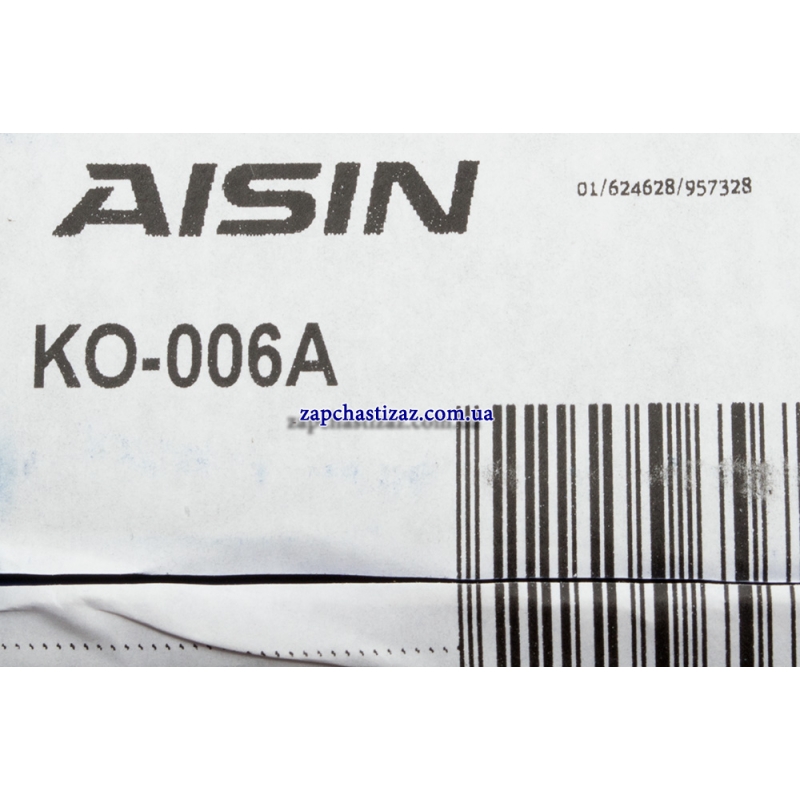 AISIN
01/624628/957328
KO-006A
zapchastizaz.com.ua